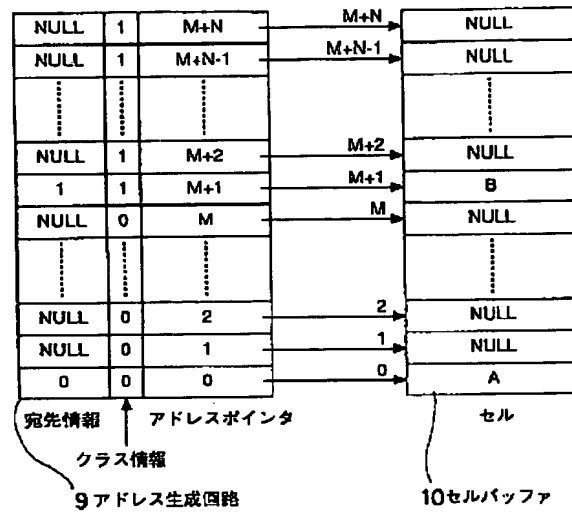 NULL 1 M+N M+N NULL
NULL 1 M+N-1 M+N-1 NULL
NULL 1 M+2 M+2 NULL
1 1 M+1 M+1 B
NULL 0 M M NULL
NULL 0 2 2 NULL
NULL 0 1 1 NULL
0 0 0 0 A
宛先情報 アドレスポインタ セル
クラス情報
9アドレス生成回路 10セルバッファ